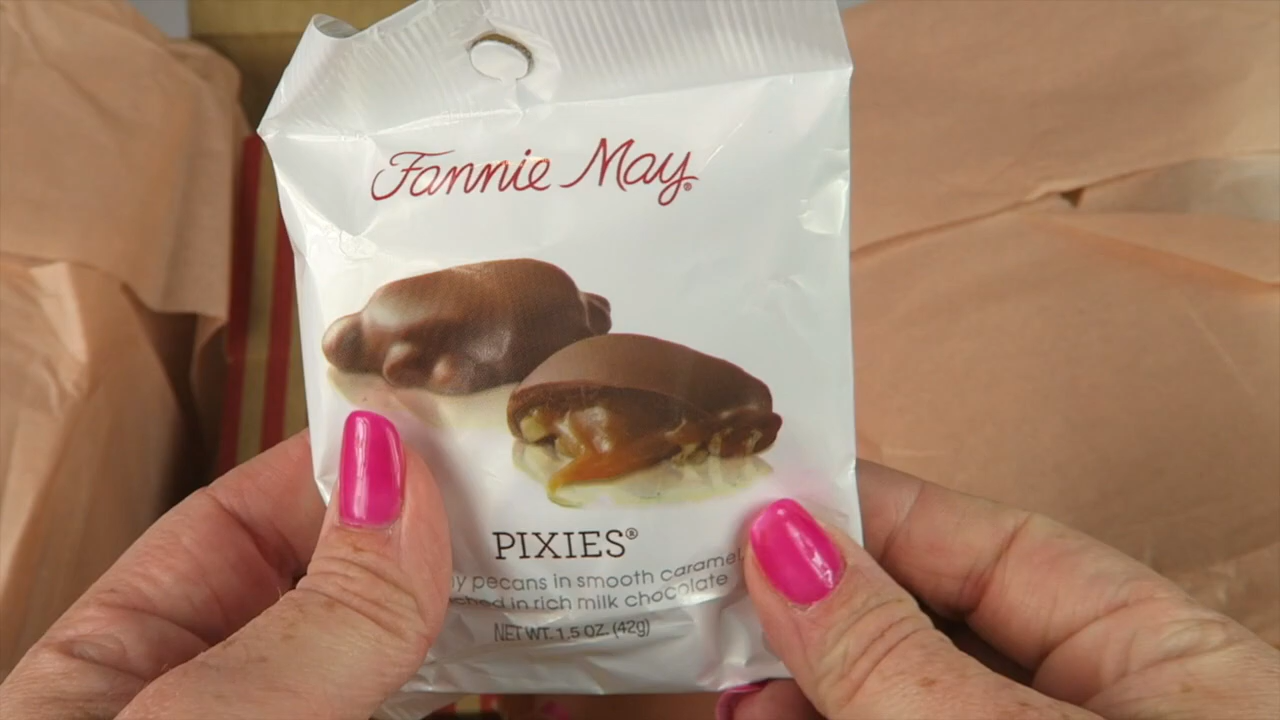 Fannie May®
PIXIES®
pecans in smooth caramel
in rich milk chocolate
NET WT. 1.5 OZ. (42g)